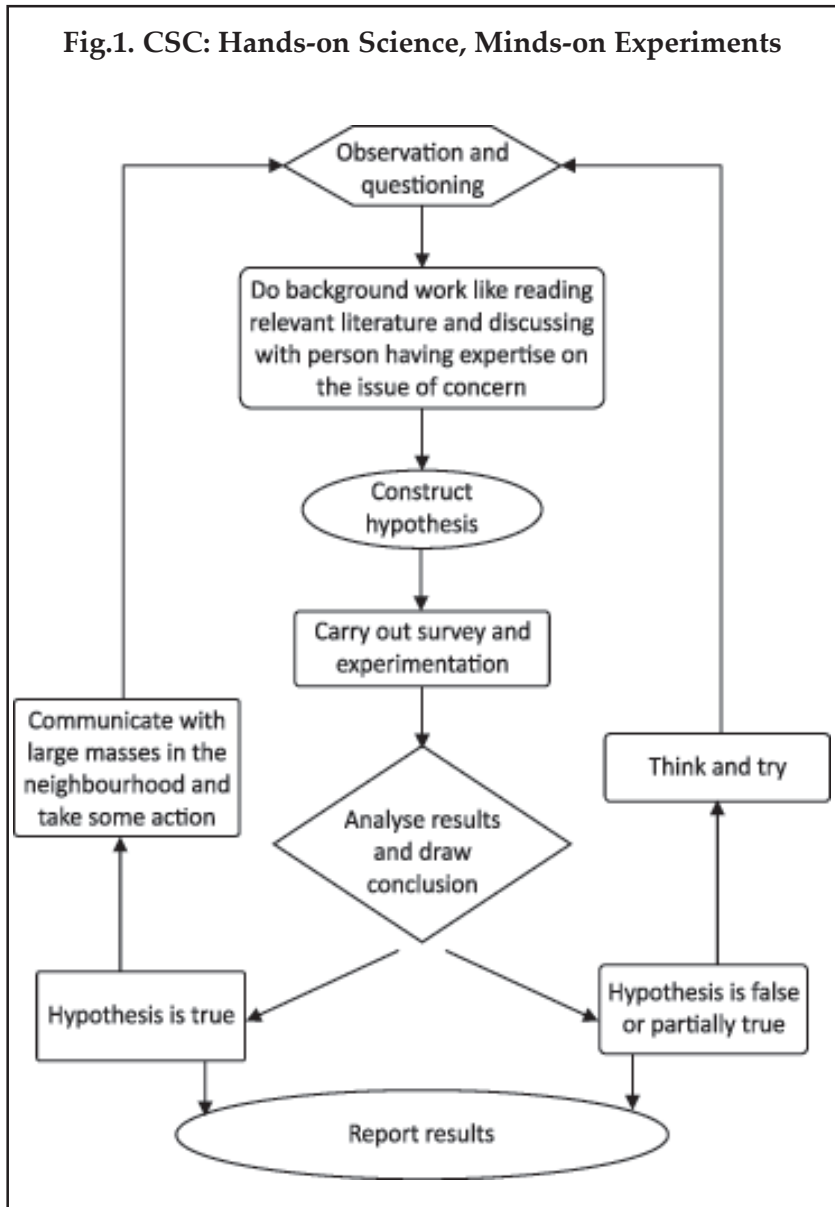 Fig.1. CSC: Hands-on Science, Minds-on Experiments
Observation and
questioning
Do background work like reading
relevant literature and discussing
with person having expertise on
the issue of concern
Construct
hypothesis
Carry out survey and
experimentation
Communicate with
large masses in the
neighbourhood and
take some action
Think and try
Analyse results
and draw
conclusion
Hypothesis is true
Hypothesis is false
or partially true
Report results